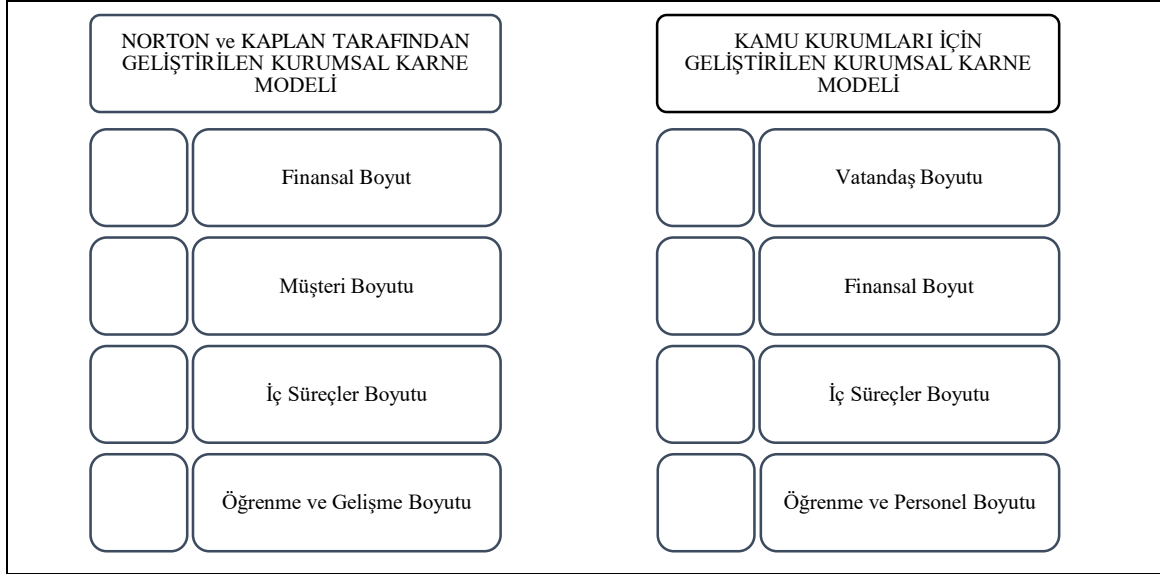 NORTON ve KAPLAN TARAFINDAN
GELİŞTİRİLEN KURUMSAL KARNE
MODELİ
Finansal Boyut
Müşteri Boyutu
İç Süreçler Boyutu
Öğrenme ve Gelişme Boyutu
KAMU KURUMLARI İÇİN
GELİŞTİRİLEN KURUMSAL KARNE
MODELİ
Vatandaş Boyutu
Finansal Boyut
İç Süreçler Boyutu
Öğrenme ve Personel Boyutu